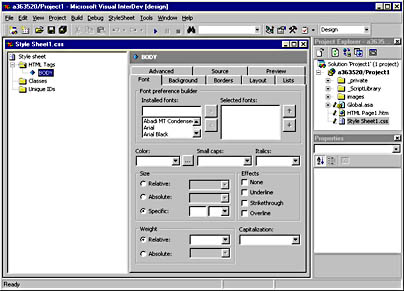 a363520/Project1 - Microsoft Visual InterDev [design]
File Edit View Project Build Debug StyleSheet Tools Window Help
Design
Project Explorer - a3635...
Style Sheet1.css
Style sheet
HTML Tags
BODY
Classes
Unique IDs
BODY
Advanced Source Preview
Font Background Borders Layout Lists
Font preference builder
Installed fonts: Selected fonts:
Abadi MT Condensed
Arial
Arial Black
Color: Small caps: Italics:
Size
Relative:
Absolute:
Specific:
Effects
None
Underline
Strikethrough
Overline
Weight
Relative:
Absolute:
Capitalization:
Solution 'Project1' (1 project)
a363520/Project1
_private
_ScriptLibrary
images
Global.asa
HTML Page1.htm
Style Sheet1.css
Properties
Ready